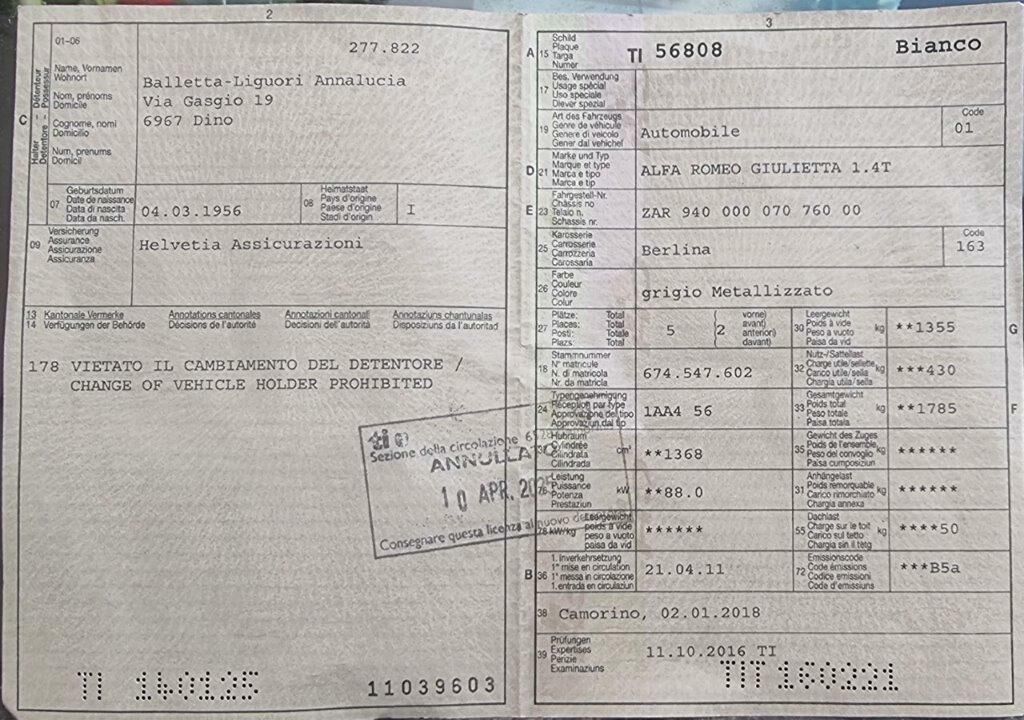 2
01-06
277.822
C
Halter - Détenteur
Detentore - Possessur
Name, Vornamen
Wohnort
Nom, prénoms
Domicile
Cognome, nomi
Domicilio
Num, prenums
Domicil
Balletta-Liguori Annalucia
Via Gasgio 19
6967 Dino
07
Geburtsdatum
Date de naissance
Data di nascita
Data da nasch.
04.03.1956
08
Heimatstaat
Pays d'origine
Paese d'origine
Stadi d'origin
I
09
Versicherung
Assurance
Assicurazione
Assicuranza
Helvetia Assicurazioni
13 Kantonale Vermerke Annotations cantonales Annotazioni cantonali Annotaziuns chantunalas
14 Verfügungen der Behörde Décisions de l'autorité Decisioni dell'autorità Disposiziuns da l'autoritad
178 VIETATO IL CAMBIAMENTO DEL DETENTORE /
CHANGE OF VEHICLE HOLDER PROHIBITED
ti
Sezione della circolazione
ANNULLATO
10 APR.
Consegnare questa licenza al nuovo
TI 140125
11039603
3
A 15
Schild
Plaque
Targa
Numer
TI 56808
Bianco
17
Bes. Verwendung
Usage spécial
Uso speciale
Diever spezial
19
Art des Fahrzeugs
Genre de véhicule
Genere di veicolo
Gener dal vehichel
Automobile
Code
01
D 21
Marke und Typ
Marque et type
Marca e tipo
Marca e tip
ALFA ROMEO GIULIETTA 1.4T
E 23
Fahrgestell-Nr.
Châssis no
Telaio n.
Schassis nr.
ZAR 940 000 070 760 00
25
Karosserie
Carrosserie
Carrozzeria
Carossaria
Berlina
Code
163
26
Farbe
Couleur
Colore
Colur
grigio Metallizzato
27
Plätze: Total
Places: Total
Posti: Totale
Plazs: Total
5
(2
vorne)
avant)
anteriori)
davant)
30
Leergewicht
Poids à vide
Peso a vuoto
Paisa da vid
kg
**1355
G
18
Stammnummer
N° matricule
N. di matricola
Nr. da matricla
674.547.602
32
Nutz-/Sattellast
Charge utile/sellette
Carico utile/sella
Chargia utila/sella
kg
***430
24
Typengenehmigung
Réception par type
Approvazione del tipo
Approvaziun dal tip
1AA4 56
33
Gesamtgewicht
Poids total
Peso totale
Paisa totala
kg
**1785
F
Hubraum
Cylindrée
Cilindrata
Cilindrada
cm³
**1368
35
Gewicht des Zuges
Poids de l'ensemble
Peso del convoglio
Paisa cumposiziun
kg
******
76
Leistung
Puissance
Potenza
Prestaziun
kW
**88.0
31
Anhängelast
Poids remorquable
Carico rimorchiato
Chargia annexa
kg
******
78 kW/kg
Leergewicht
poids à vide
peso a vuoto
paisa da vid
******
55
Dachlast
Charge sur le toit
Carico sul tetto
Chargia sin il tetg
kg
****50
B 36
1. Inverkehrsetzung
1re mise en circulation
1a messa in circolazione
1. entrada en circulaziun
21.04.11
72
Emissionscode
Code émissions
Codice emissioni
Code d'emissiuns
***B5a
38
Camorino, 02.01.2018
39
Prüfungen
Expertises
Perizie
Examinaziuns
11.10.2016 TI
TIT 160221